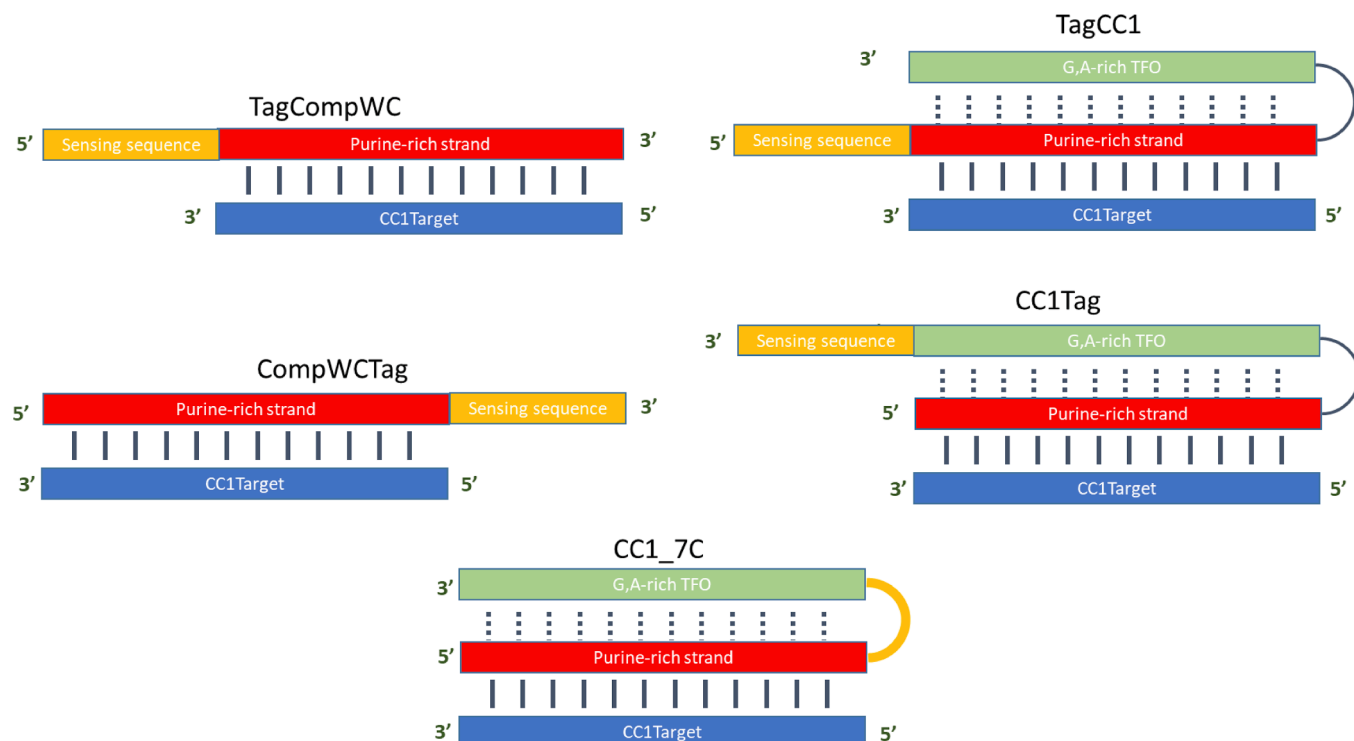 TagCompWC
5’ Sensing sequence Purine-rich strand 3’
3’ CC1Target 5’
TagCC1
3’ G,A-rich TFO
5’ Sensing sequence Purine-rich strand
3’ CC1Target 5’
CompWCTag
5’ Purine-rich strand Sensing sequence 3’
3’ CC1Target 5’
CC1Tag
3’ Sensing sequence G,A-rich TFO
5’ Purine-rich strand
3’ CC1Target 5’
CC1_7C
3’ G,A-rich TFO
5’ Purine-rich strand
3’ CC1Target 5’